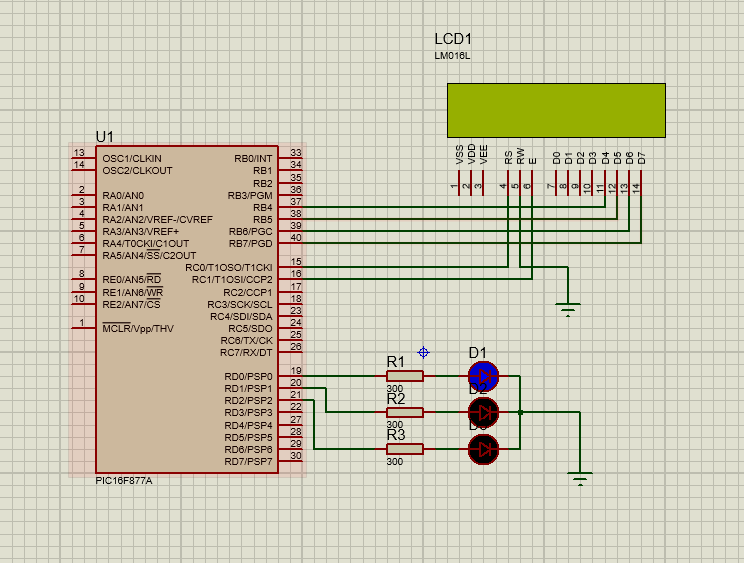 LCD1
LM016L
VSS VDD VEE RS RW E D0 D1 D2 D3 D4 D5 D6 D7
1 2 3 4 5 6 7 8 9 10 11 12 13 14
U1
13 OSC1/CLKIN RB0/INT 33
14 OSC2/CLKOUT RB1 34
RB2 35
2 RA0/AN0 RB3/PGM 36
3 RA1/AN1 RB4 37
4 RA2/AN2/VREF-/CVREF RB5 38
5 RA3/AN3/VREF+ RB6/PGC 39
6 RA4/T0CKI/C1OUT RB7/PGD 40
7 RA5/AN4/SS/C2OUT
RC0/T1OSO/T1CKI 15
8 RE0/AN5/RD RC1/T1OSI/CCP2 16
9 RE1/AN6/WR RC2/CCP1 17
10 RE2/AN7/CS RC3/SCK/SCL 18
RC4/SDI/SDA 23
1 MCLR/Vpp/THV RC5/SDO 24
RC6/TX/CK 25
RC7/RX/DT 26
RD0/PSP0 19
RD1/PSP1 20
RD2/PSP2 21
RD3/PSP3 22
RD4/PSP4 27
RD5/PSP5 28
RD6/PSP6 29
RD7/PSP7 30
PIC16F877A
R1 D1
300
R2
300
R3
300